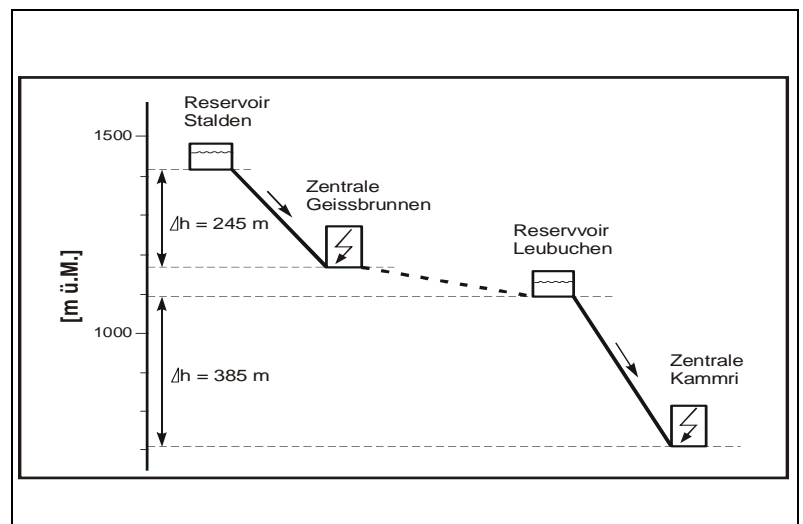 Reservoir
Stalden
1500
Zentrale
Geissbrunnen
Δh = 245 m
Reservvoir
Leubuchen
[m ü.M.]
1000
Zentrale
Kammri
Δh = 385 m